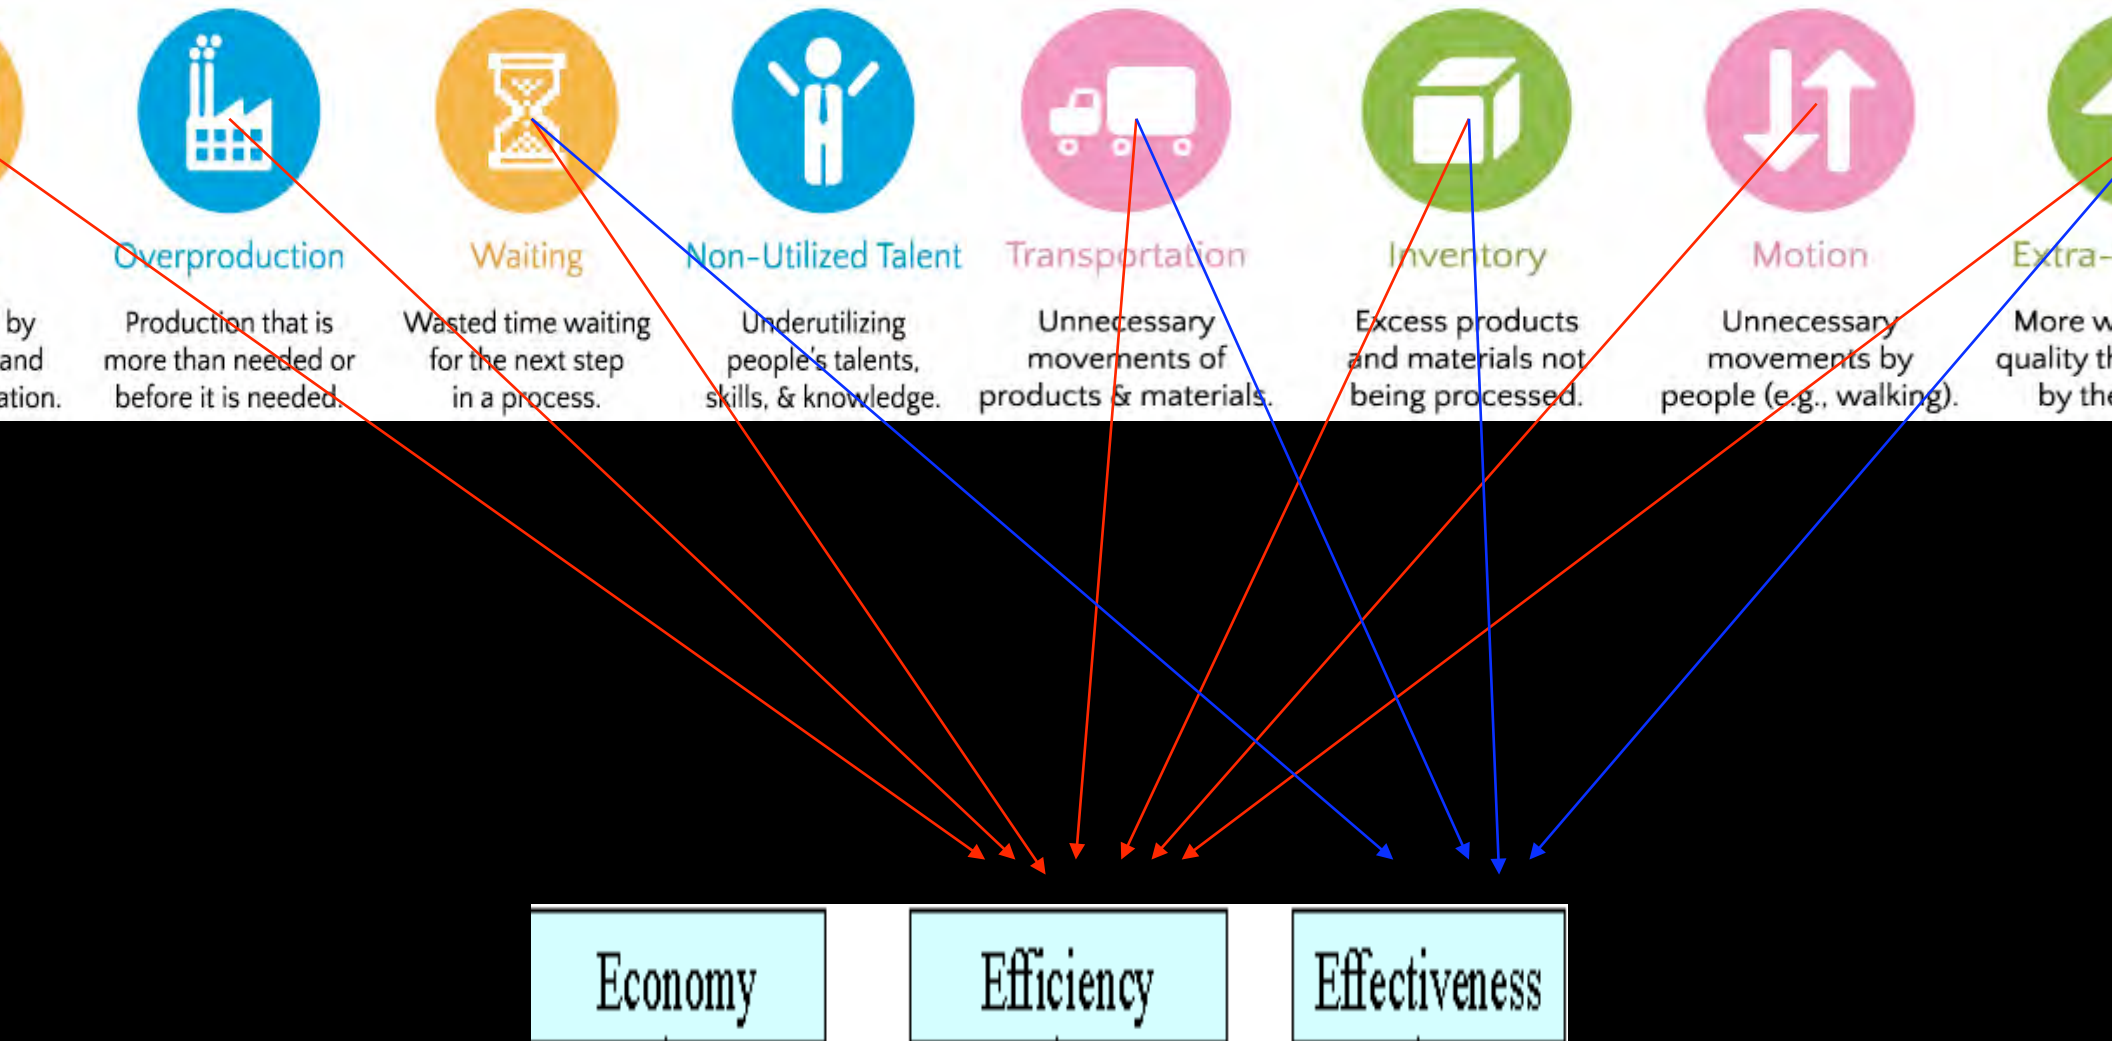 Overproduction
Waiting
Non-Utilized Talent
Transportation
Inventory
Motion
Extra-
by
and
ation.
Production that is
more than needed or
before it is needed.
Wasted time waiting
for the next step
in a process.
Underutilizing
people's talents,
skills, & knowledge.
Unnecessary
movements of
products & materials.
Excess products
and materials not
being processed.
Unnecessary
movements by
people (e.g., walking).
More w
quality th
by the
Economy
Efficiency
Effectiveness